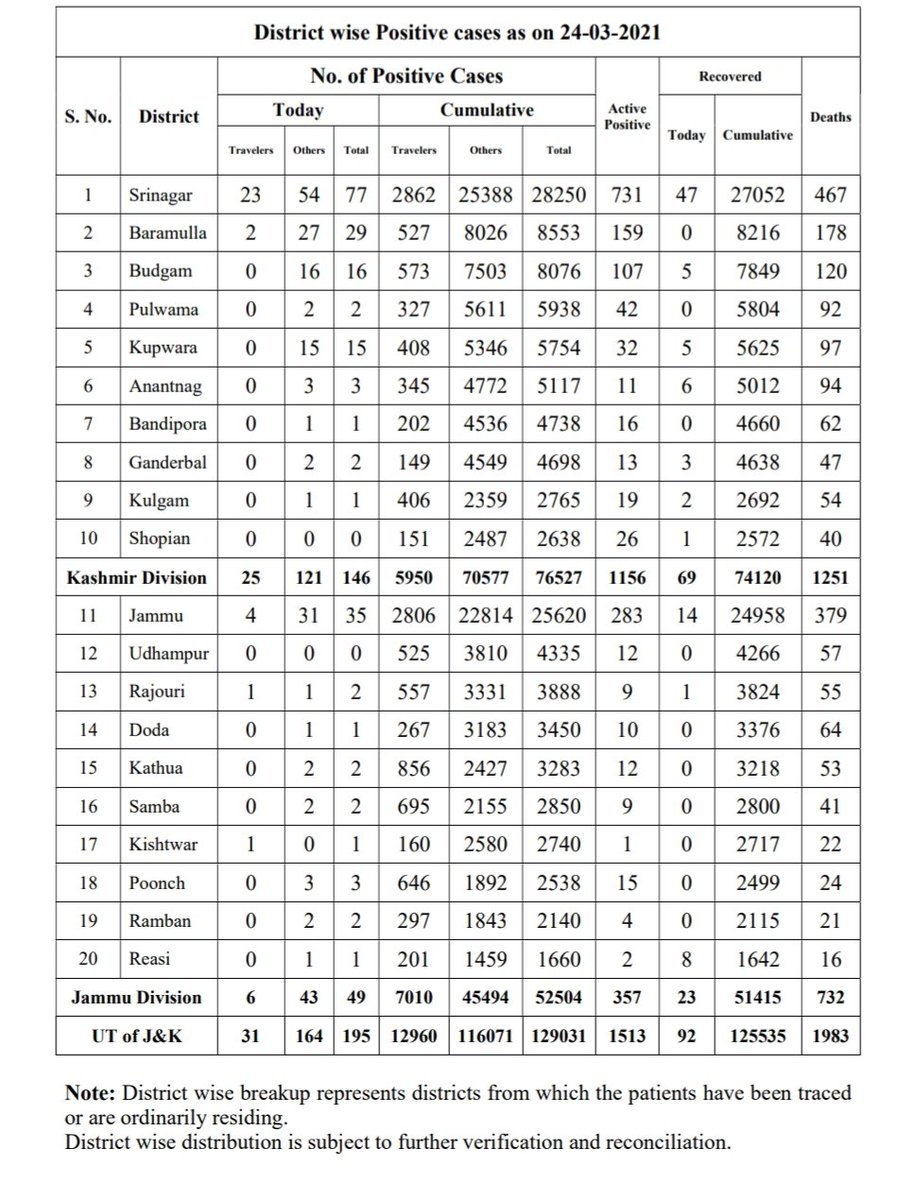 District wise Positive cases as on 24-03-2021
S. No. District No. of Positive Cases Active Positive Recovered Deaths
Today Cumulative Today Cumulative
Travelers Others Total Travelers Others Total
1 Srinagar 23 54 77 2862 25388 28250 731 47 27052 467
2 Baramulla 2 27 29 527 8026 8553 159 0 8216 178
3 Budgam 0 16 16 573 7503 8076 107 5 7849 120
4 Pulwama 0 2 2 327 5611 5938 42 0 5804 92
5 Kupwara 0 15 15 408 5346 5754 32 5 5625 97
6 Anantnag 0 3 3 345 4772 5117 11 6 5012 94
7 Bandipora 0 1 1 202 4536 4738 16 0 4660 62
8 Ganderbal 0 2 2 149 4549 4698 13 3 4638 47
9 Kulgam 0 1 1 406 2359 2765 19 2 2692 54
10 Shopian 0 0 0 151 2487 2638 26 1 2572 40
Kashmir Division 25 121 146 5950 70577 76527 1156 69 74120 1251
11 Jammu 4 31 35 2806 22814 25620 283 14 24958 379
12 Udhampur 0 0 0 525 3810 4335 12 0 4266 57
13 Rajouri 1 1 2 557 3331 3888 9 1 3824 55
14 Doda 0 1 1 267 3183 3450 10 0 3376 64
15 Kathua 0 2 2 856 2427 3283 12 0 3218 53
16 Samba 0 2 2 695 2155 2850 9 0 2800 41
17 Kishtwar 1 0 1 160 2580 2740 1 0 2717 22
18 Poonch 0 3 3 646 1892 2538 15 0 2499 24
19 Ramban 0 2 2 297 1843 2140 4 0 2115 21
20 Reasi 0 1 1 201 1459 1660 2 8 1642 16
Jammu Division 6 43 49 7010 45494 52504 357 23 51415 732
UT of J&K 31 164 195 12960 116071 129031 1513 92 125535 1983
Note: District wise breakup represents districts from which the patients have been traced
or are ordinarily residing.
District wise distribution is subject to further verification and reconciliation.